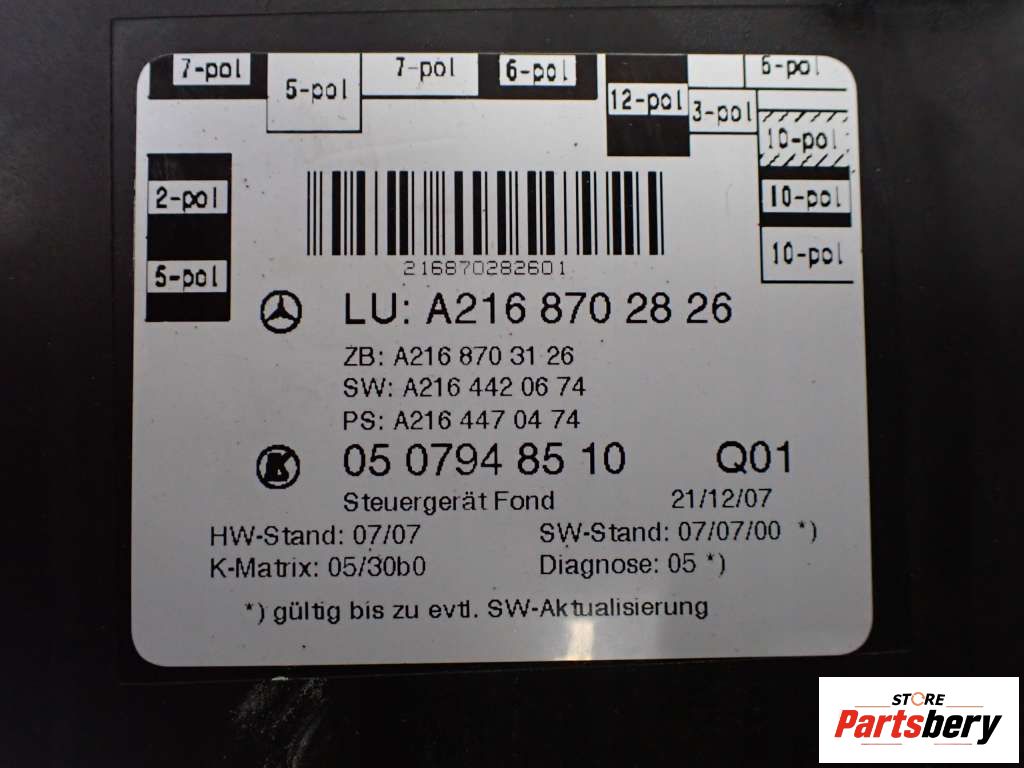 7-pol 5-pol 7-pol 6-pol 12-pol 3-pol 6-pol
10-pol
2-pol 10-pol
5-pol 10-pol
216870282601
LU: A216 870 28 26
ZB: A216 870 31 26
SW: A216 442 06 74
PS: A216 447 04 74
K 05 0794 85 10 Q01
Steuergerät Fond 21/12/07
HW-Stand: 07/07 SW-Stand: 07/07/00 *)
K-Matrix: 05/30b0 Diagnose: 05 *)
*) gültig bis zu evtl. SW-Aktualisierung
STORE
Partsbery